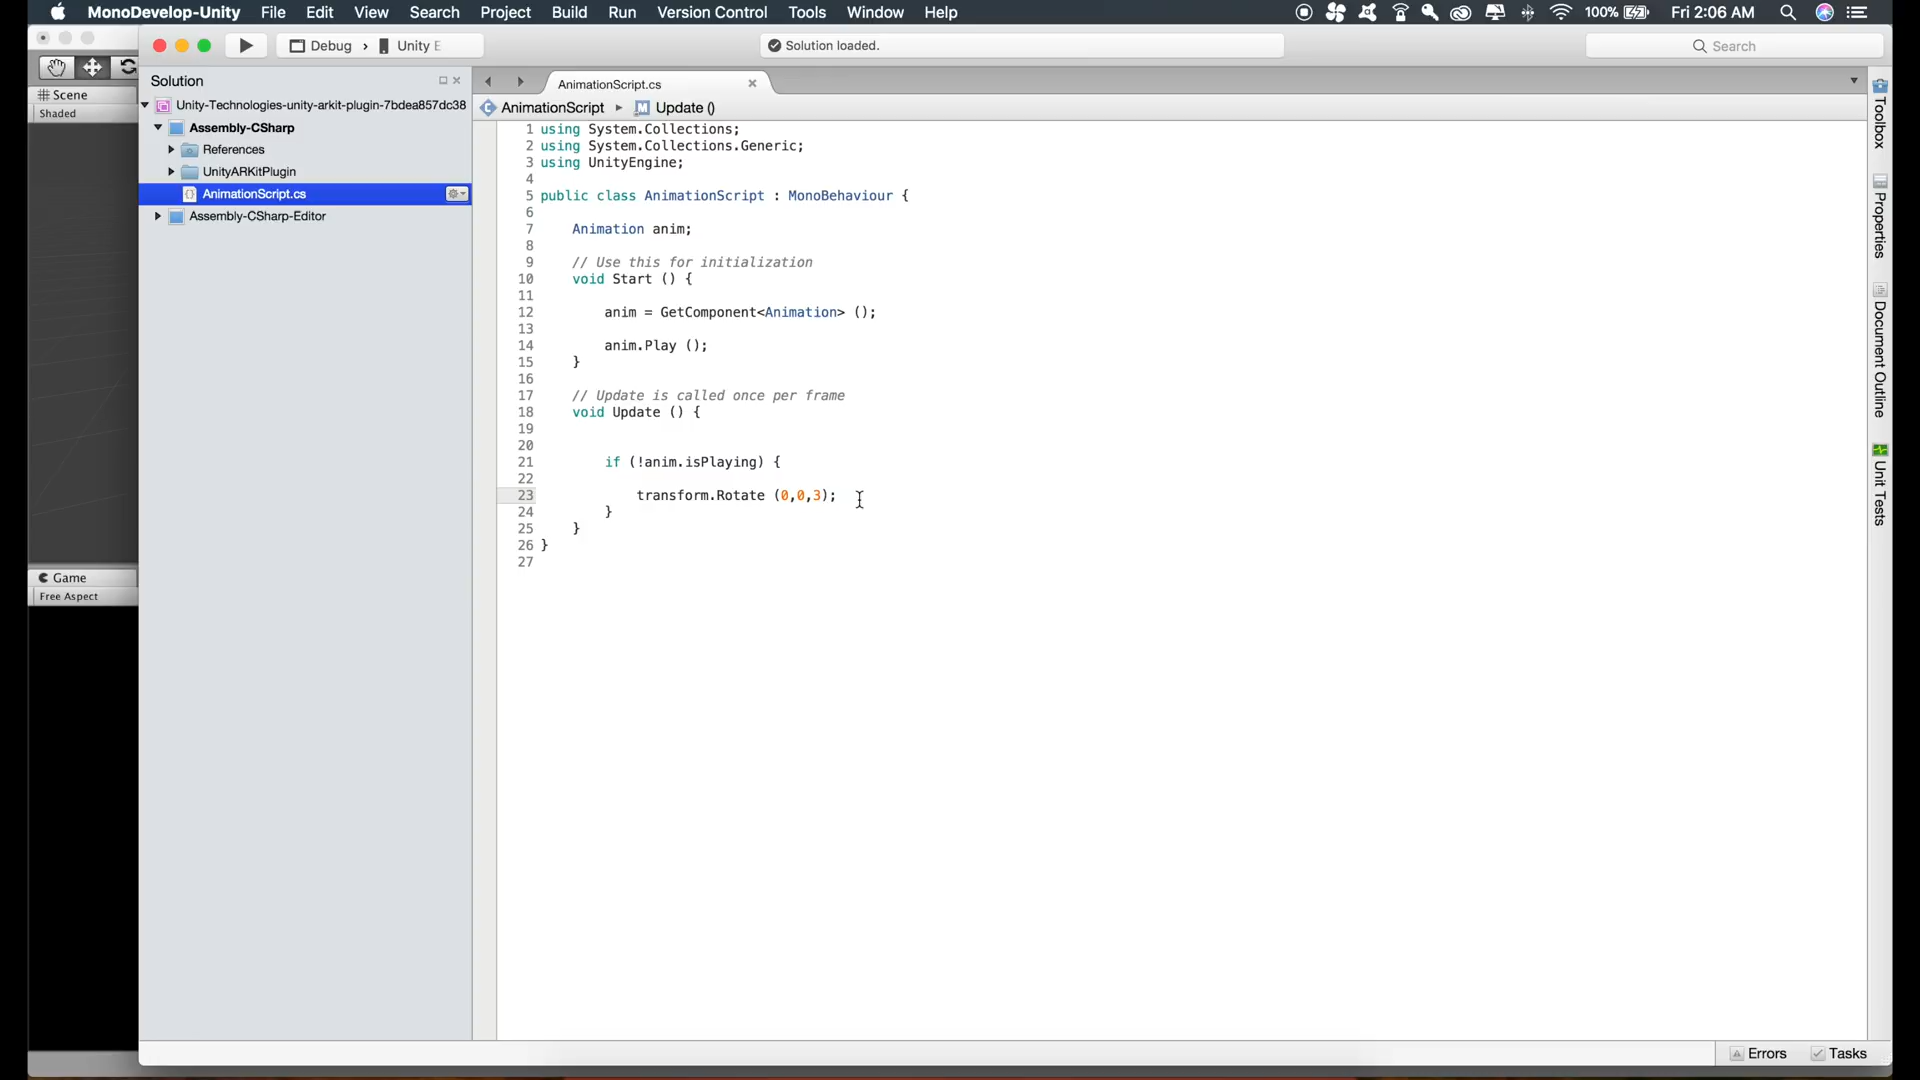 MonoDevelop-Unity File Edit View Search Project Build Run Version Control Tools Window Help 100% Fri 2:06 AM
Debug › Unity E
Solution loaded.
Search
Scene
Shaded
Game
Free Aspect
Solution
Unity-Technologies-unity-arkit-plugin-7bdea857dc38
Assembly-CSharp
References
UnityARKitPlugin
AnimationScript.cs
Assembly-CSharp-Editor
AnimationScript.cs
AnimationScript ▸ M Update ()
1 using System.Collections;
2 using System.Collections.Generic;
3 using UnityEngine;
4
5 public class AnimationScript : MonoBehaviour {
6
7 Animation anim;
8
9 // Use this for initialization
10 void Start () {
11
12 anim = GetComponent<Animation> ();
13
14 anim.Play ();
15 }
16
17 // Update is called once per frame
18 void Update () {
19
20
21 if (!anim.isPlaying) {
22
23 transform.Rotate (0,0,3);
24 }
25 }
26 }
27
Toolbox
Properties
Document Outline
Unit Tests
Errors
Tasks